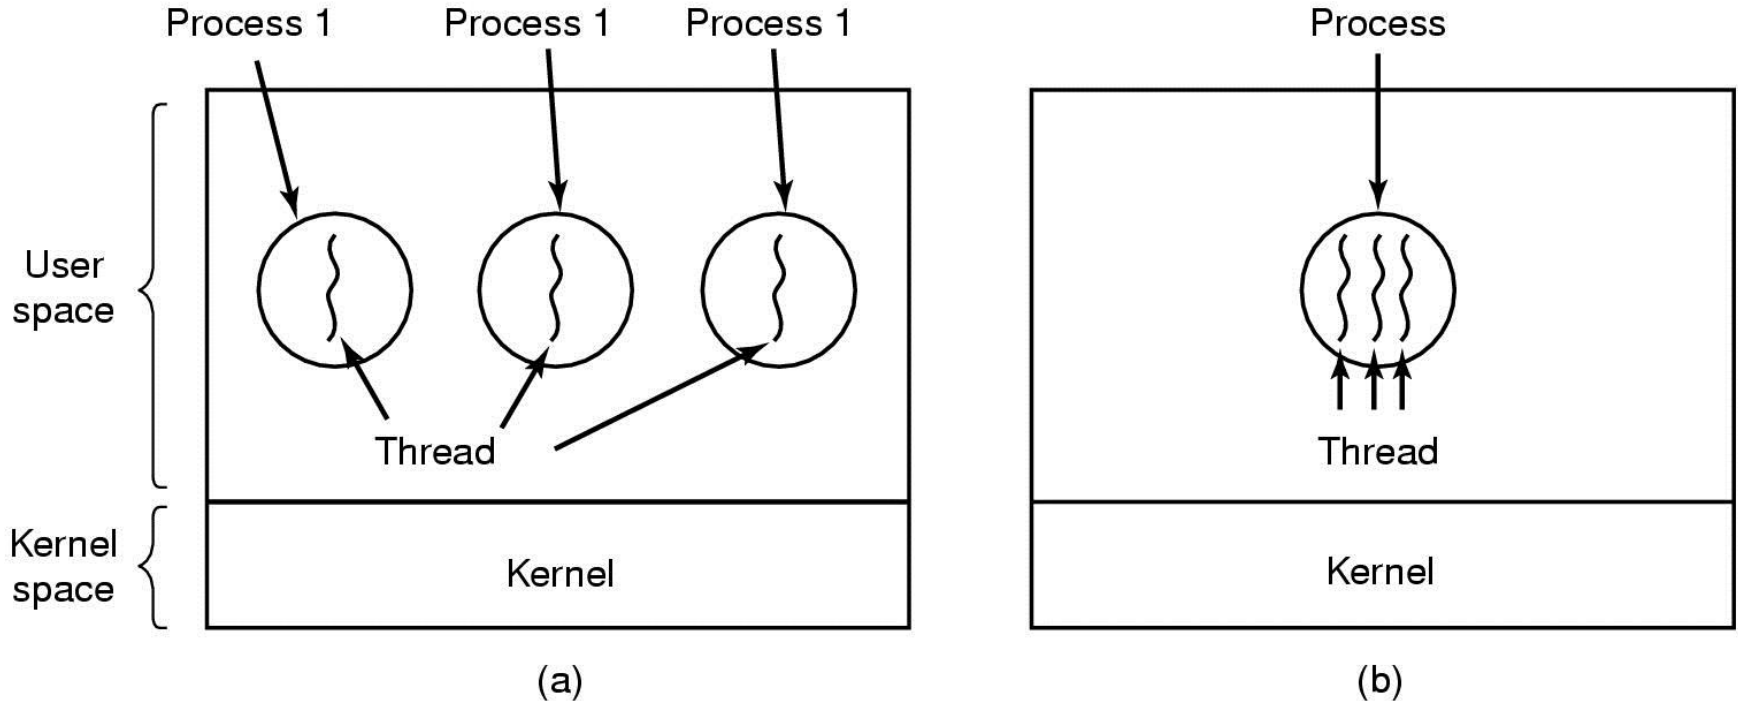 Process 1
Process 1
Process 1
Process
User
space
Thread
Thread
Kernel
space
Kernel
Kernel
(a)
(b)